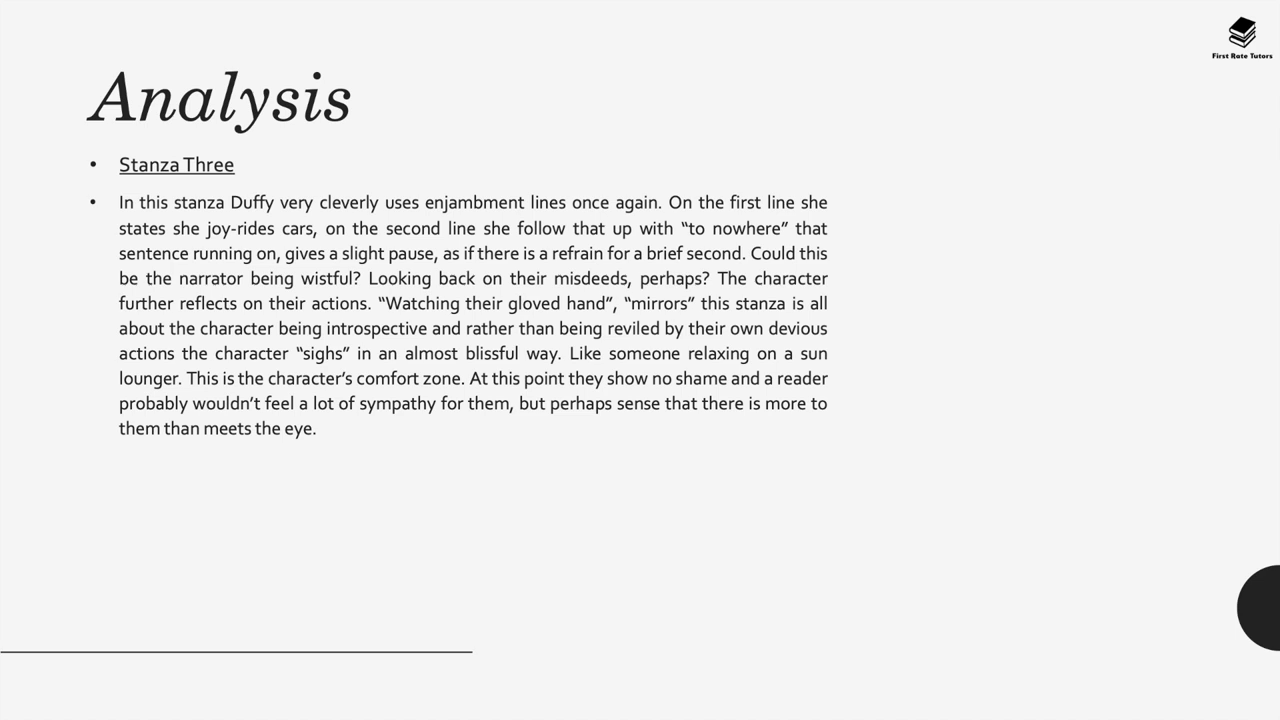 First Rate Tutors
Analysis
• Stanza Three
• In this stanza Duffy very cleverly uses enjambment lines once again. On the first line she
states she joy-rides cars, on the second line she follow that up with “to nowhere” that
sentence running on, gives a slight pause, as if there is a refrain for a brief second. Could this
be the narrator being wistful? Looking back on their misdeeds, perhaps? The character
further reflects on their actions. “Watching their gloved hand”, “mirrors” this stanza is all
about the character being introspective and rather than being reviled by their own devious
actions the character “sighs” in an almost blissful way. Like someone relaxing on a sun
lounger. This is the character’s comfort zone. At this point they show no shame and a reader
probably wouldn’t feel a lot of sympathy for them, but perhaps sense that there is more to
them than meets the eye.